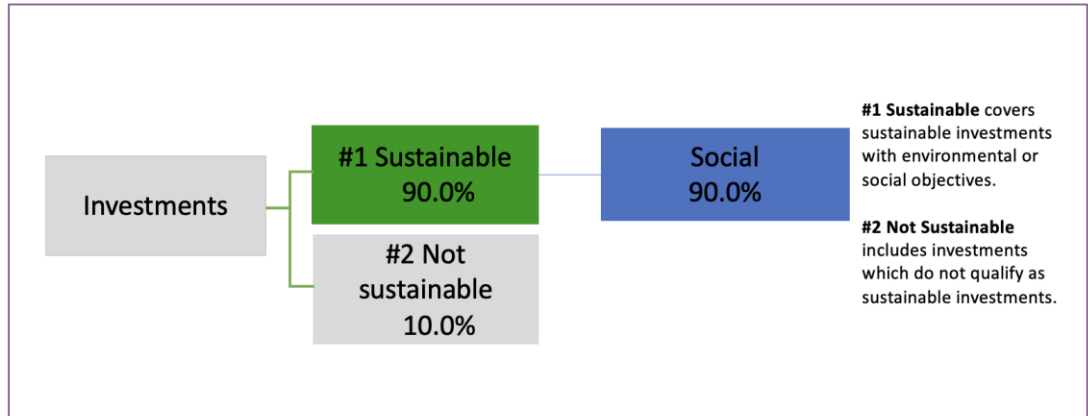 Investments
#1 Sustainable
90.0%
#2 Not
sustainable
10.0%
Social
90.0%
#1 Sustainable covers
sustainable investments
with environmental or
social objectives.
#2 Not Sustainable
includes investments
which do not qualify as
sustainable investments.